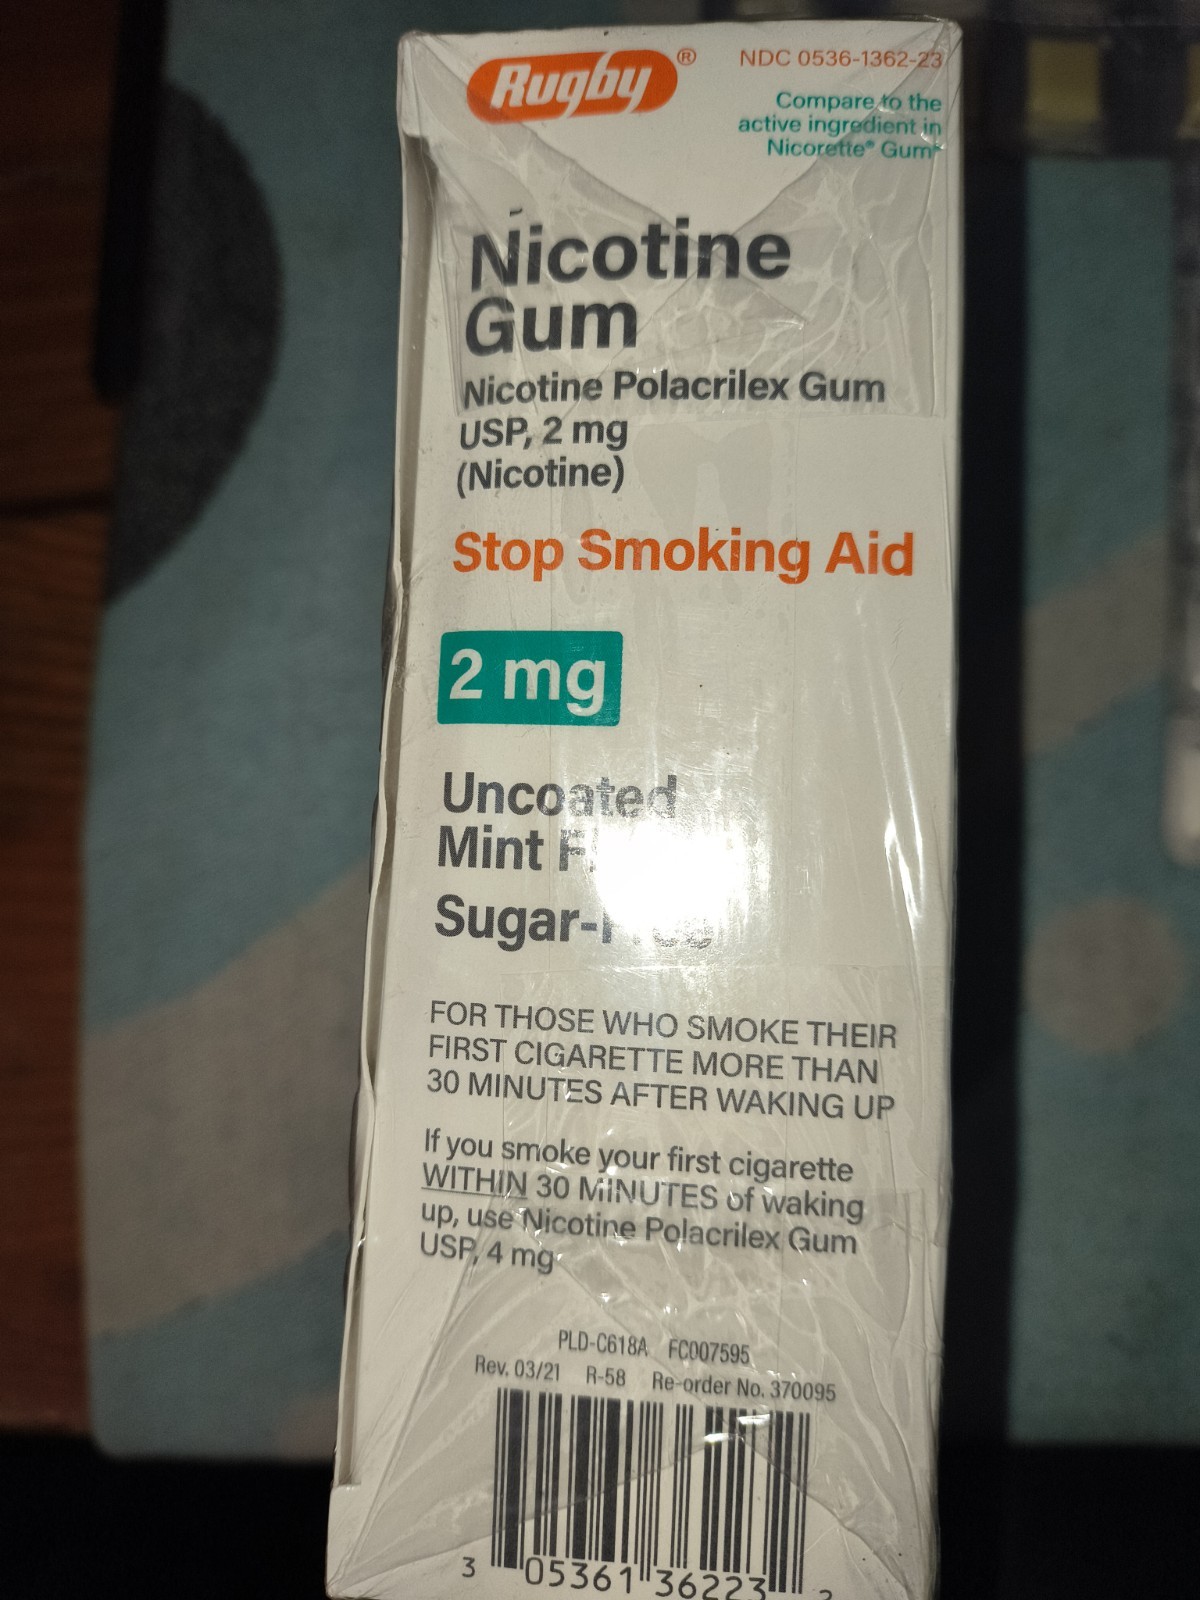 Rugby®
NDC 0536-1362-23
Compare to the
active ingredient in
Nicorette® Gum*
Nicotine
Gum
Nicotine Polacrilex Gum
USP, 2 mg
(Nicotine)
Stop Smoking Aid
2 mg
Uncoated
Mint
FOR THOSE WHO SMOKE THEIR
FIRST CIGARETTE MORE THAN
30 MINUTES AFTER WAKING UP
If you smoke your first cigarette
WITHIN 30 MINUTES of waking
up, use Nicotine Polacrilex Gum
USP, 4 mg
PLD-C618A FC007595
Rev. 03/21 R-58 Re-order No. 370095
3 05361 36223